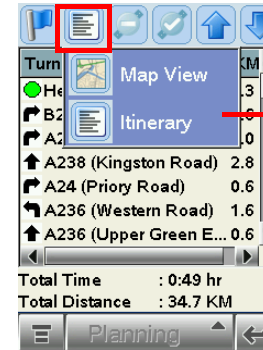 Turn KM
He .3
Map View
B2
A2 .0
Itinerary
A238 (Kingston Road) 2.8
A24 (Priory Road) 0.6
A236 (Western Road) 1.6
A236 (Upper Green E... 0.6
Total Time : 0:49 hr
Total Distance : 34.7 KM
Planning